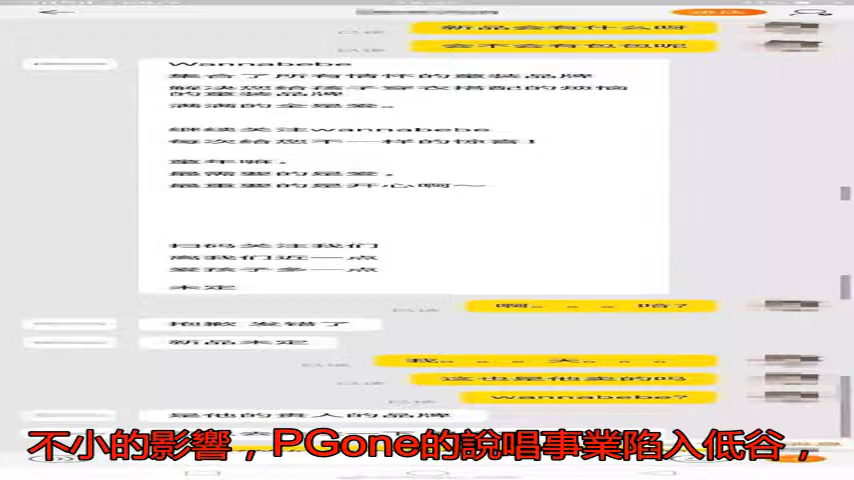 新品会有什么呀
会不会有包包呢
Wannabebe
集合了所有情怀的童装品牌
解决您给孩子穿衣搭配的烦恼
的童装品牌
满满的全是爱。
继续关注wannabebe
每次给您不一样的惊喜！
童年嘛，
最需要的是爱，
最重要的是开心啊～
扫码关注我们
离我们近一点
爱孩子多一点
未定
啊。。。啥？
抱歉 发错了
新品未定
我。。。天。。。
这也是他卖的吗
wannabebe?
是他的贵人的品牌
不小的影響，PGone的說唱事業陷入低谷，